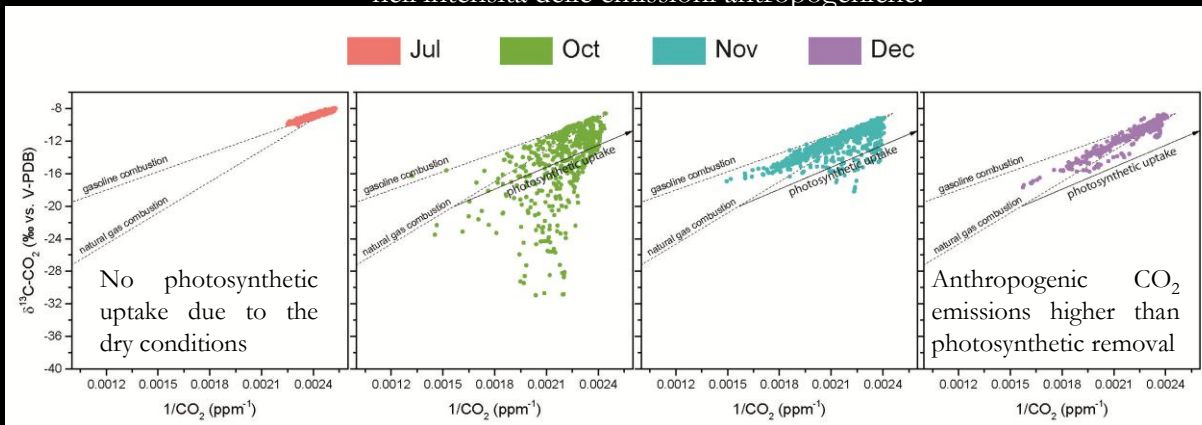 nell'intensità delle emissioni antropogeniche.
Jul
Oct
Nov
Dec
δ¹³C-CO₂ (‰ vs. V-PDB)
-8
-12
-16
-20
-24
-28
-32
-36
-40
gasoline combustion
natural gas combustion
No photosynthetic
uptake due to the
dry conditions
0.0012 0.0015 0.0018 0.0021 0.0024
1/CO₂ (ppm⁻¹)
gasoline combustion
natural gas combustion
photosynthetic uptake
0.0012 0.0015 0.0018 0.0021 0.0024
1/CO₂ (ppm⁻¹)
gasoline combustion
natural gas combustion
photosynthetic uptake
0.0012 0.0015 0.0018 0.0021 0.0024
1/CO₂ (ppm⁻¹)
gasoline combustion
natural gas combustion
photosynthetic uptake
Anthropogenic CO₂
emissions higher than
photosynthetic removal
0.0012 0.0015 0.0018 0.0021 0.0024
1/CO₂ (ppm⁻¹)